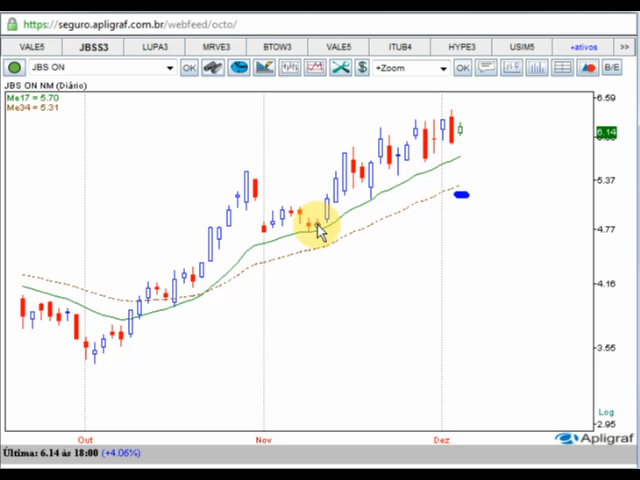 https://seguro.apligraf.com.br/webfeed/octo/
VALE5 JBSS3 LUPA3 MRVE3 BTOW3 VALE5 ITUB4 HYPE3 USIM5 +ativos >>
JBS ON OK $ +Zoom OK B/E
JBS ON NM (Diário)
Me17 = 5.70
Me34 = 5.31
6.59
6.14
5.37
4.77
4.16
3.55
2.95
Log
Out Nov Dez
Apligraf
Última: 6.14 às 18:00 (+4.06%)